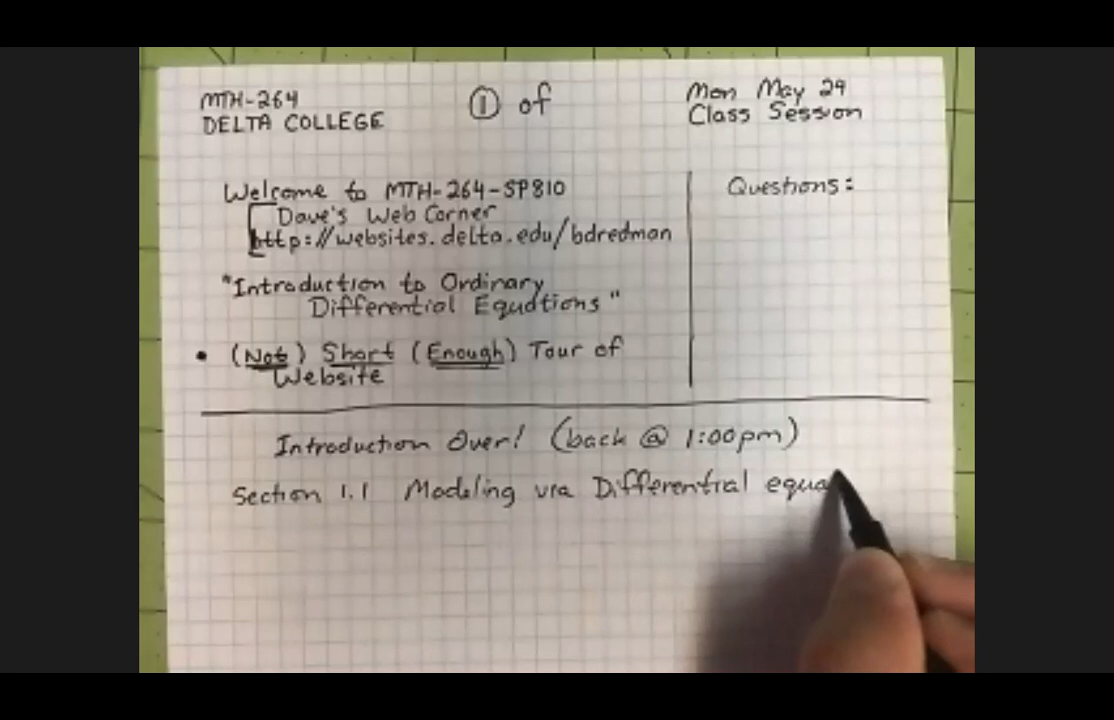 MTH-264
DELTA COLLEGE
① of
Mon May 29
Class Session
Welcome to MTH-264-SP810
Dave's Web Corner
http://websites.delta.edu/bdredman
"Introduction to Ordinary
Differential Equations"
• (Not) Short (Enough) Tour of
Website
Questions:
Introduction Over! (back @ 1:00pm)
Section 1.1 Modeling via Differential equa